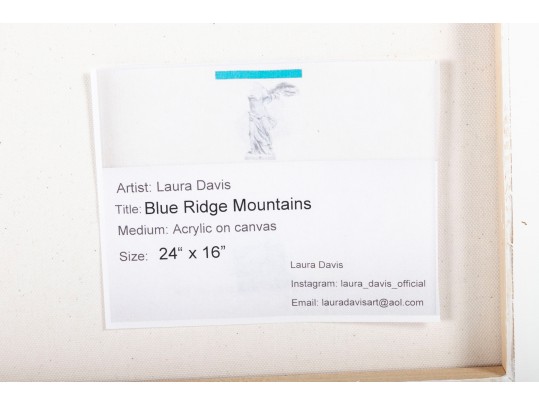 Artist: Laura Davis
Title: Blue Ridge Mountains
Medium: Acrylic on canvas
Size: 24“ x 16”
Laura Davis
Instagram: laura_davis_official
Email: lauradavisart@aol.com